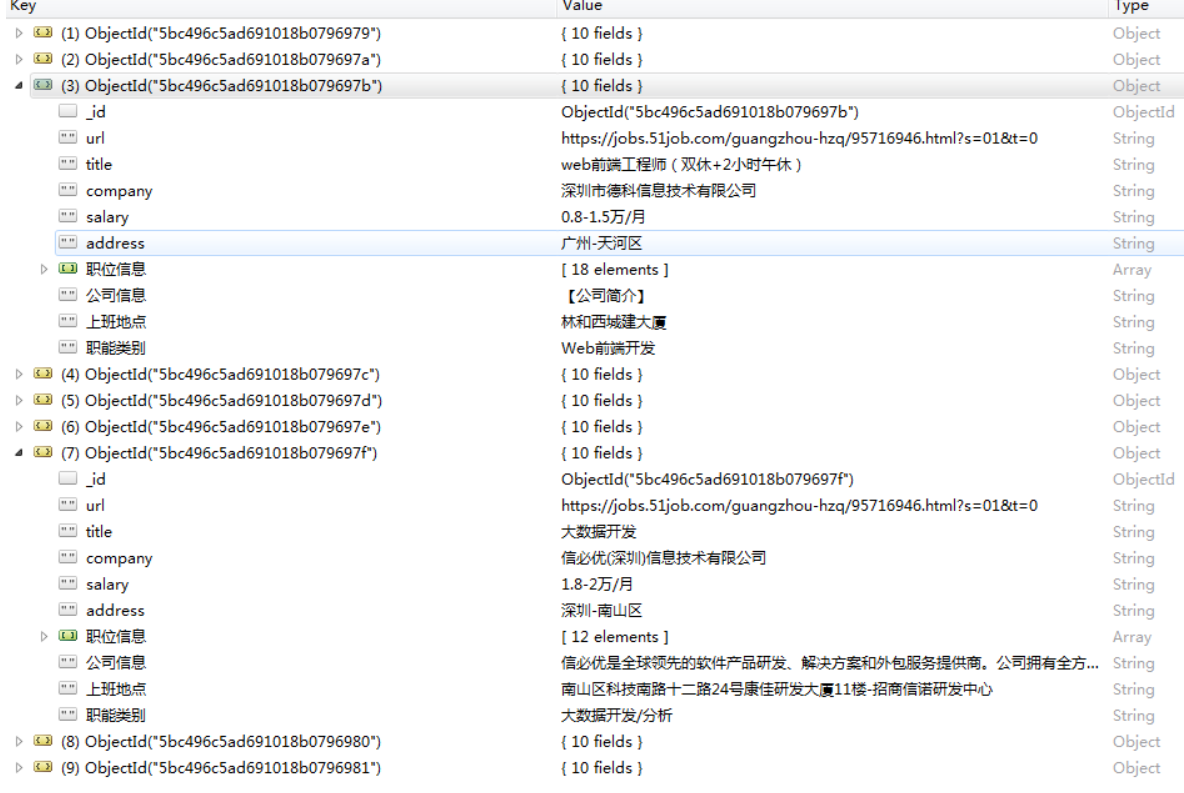 Key Value Type
(1) ObjectId("5bc496c5ad691018b0796979") { 10 fields } Object
(2) ObjectId("5bc496c5ad691018b079697a") { 10 fields } Object
(3) ObjectId("5bc496c5ad691018b079697b") { 10 fields } Object
_id ObjectId("5bc496c5ad691018b079697b") ObjectId
url https://jobs.51job.com/guangzhou-hzq/95716946.html?s=01&t=0 String
title web前端工程师（双休+2小时午休） String
company 深圳市德科信息技术有限公司 String
salary 0.8-1.5万/月 String
address 广州-天河区 String
职位信息 [ 18 elements ] Array
公司信息 【公司简介】 String
上班地点 林和西城建大厦 String
职能类别 Web前端开发 String
(4) ObjectId("5bc496c5ad691018b079697c") { 10 fields } Object
(5) ObjectId("5bc496c5ad691018b079697d") { 10 fields } Object
(6) ObjectId("5bc496c5ad691018b079697e") { 10 fields } Object
(7) ObjectId("5bc496c5ad691018b079697f") { 10 fields } Object
_id ObjectId("5bc496c5ad691018b079697f") ObjectId
url https://jobs.51job.com/guangzhou-hzq/95716946.html?s=01&t=0 String
title 大数据开发 String
company 信必优(深圳)信息技术有限公司 String
salary 1.8-2万/月 String
address 深圳-南山区 String
职位信息 [ 12 elements ] Array
公司信息 信必优是全球领先的软件产品研发、解决方案和外包服务提供商。公司拥有全方... String
上班地点 南山区科技南路十二路24号康佳研发大厦11楼-招商信诺研发中心 String
职能类别 大数据开发/分析 String
(8) ObjectId("5bc496c5ad691018b0796980") { 10 fields } Object
(9) ObjectId("5bc496c5ad691018b0796981") { 10 fields } Object